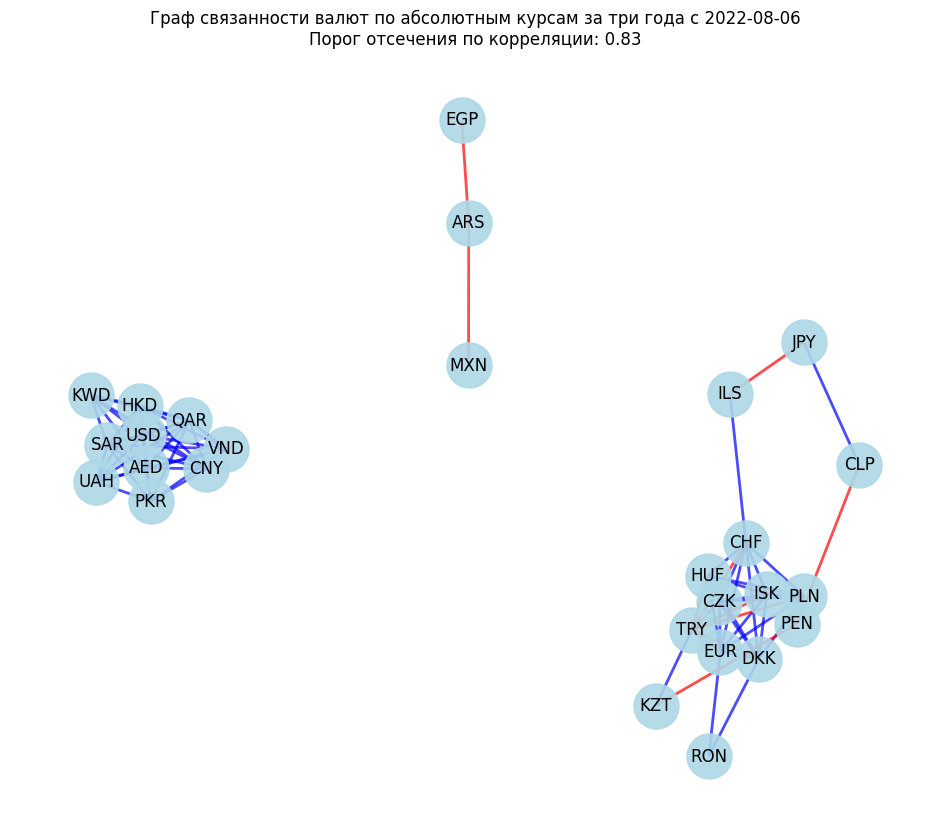 Граф связанности валют по абсолютным курсам за три года с 2022-08-06
Порог отсечения по корреляции: 0.83
EGP
ARS
MXN
JPY
ILS
KWD
HKD
QAR
USD
SAR
VND
CLP
AED
CNY
UAH
PKR
CHF
HUF
ISK
PLN
CZK
PEN
TRY
EUR
DKK
KZT
RON